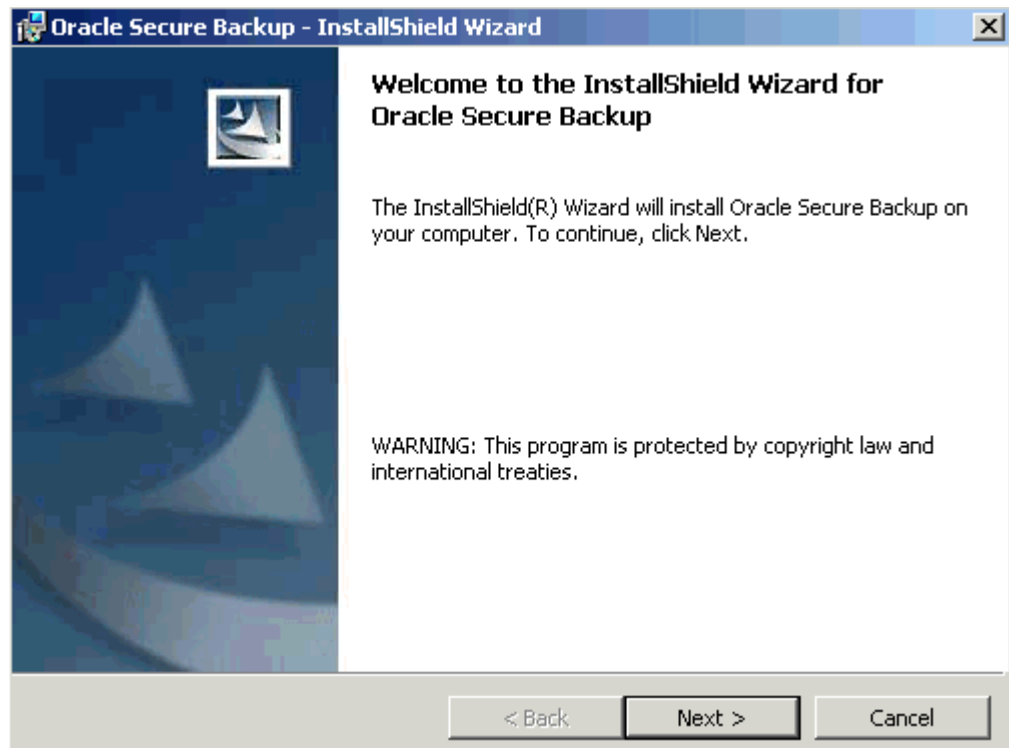 Oracle Secure Backup - InstallShield Wizard
Welcome to the InstallShield Wizard for
Oracle Secure Backup
The InstallShield(R) Wizard will install Oracle Secure Backup on
your computer. To continue, click Next.
WARNING: This program is protected by copyright law and
international treaties.
< Back
Next >
Cancel